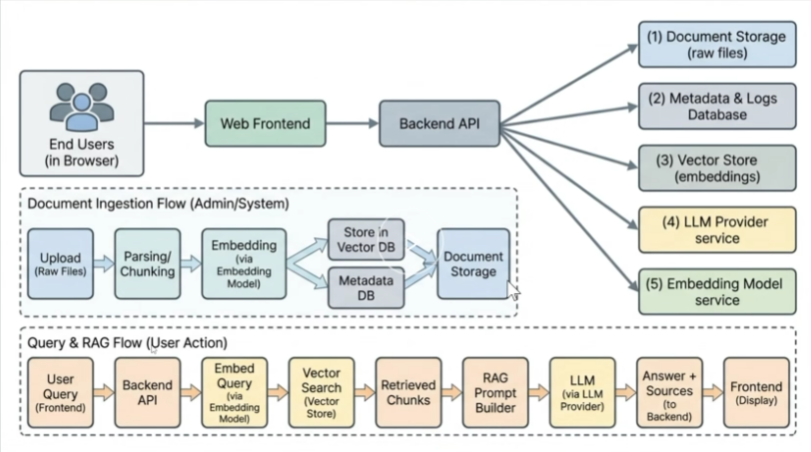 (1) Document Storage
(raw files)
End Users
(in Browser)
Web Frontend
Backend API
(2) Metadata & Logs
Database
(3) Vector Store
(embeddings)
(4) LLM Provider
service
(5) Embedding Model
service
Document Ingestion Flow (Admin/System)
Upload
(Raw Files)
Parsing/
Chunking
Embedding
(via
Embedding
Model)
Store in
Vector DB
Metadata
DB
Document
Storage
Query & RAG Flow (User Action)
User
Query
(Frontend)
Backend
API
Embed
Query
(via
Embedding
Model)
Vector
Search
(Vector
Store)
Retrieved
Chunks
RAG
Prompt
Builder
LLM
(via LLM
Provider)
Answer +
Sources
(to
Backend)
Frontend
(Display)